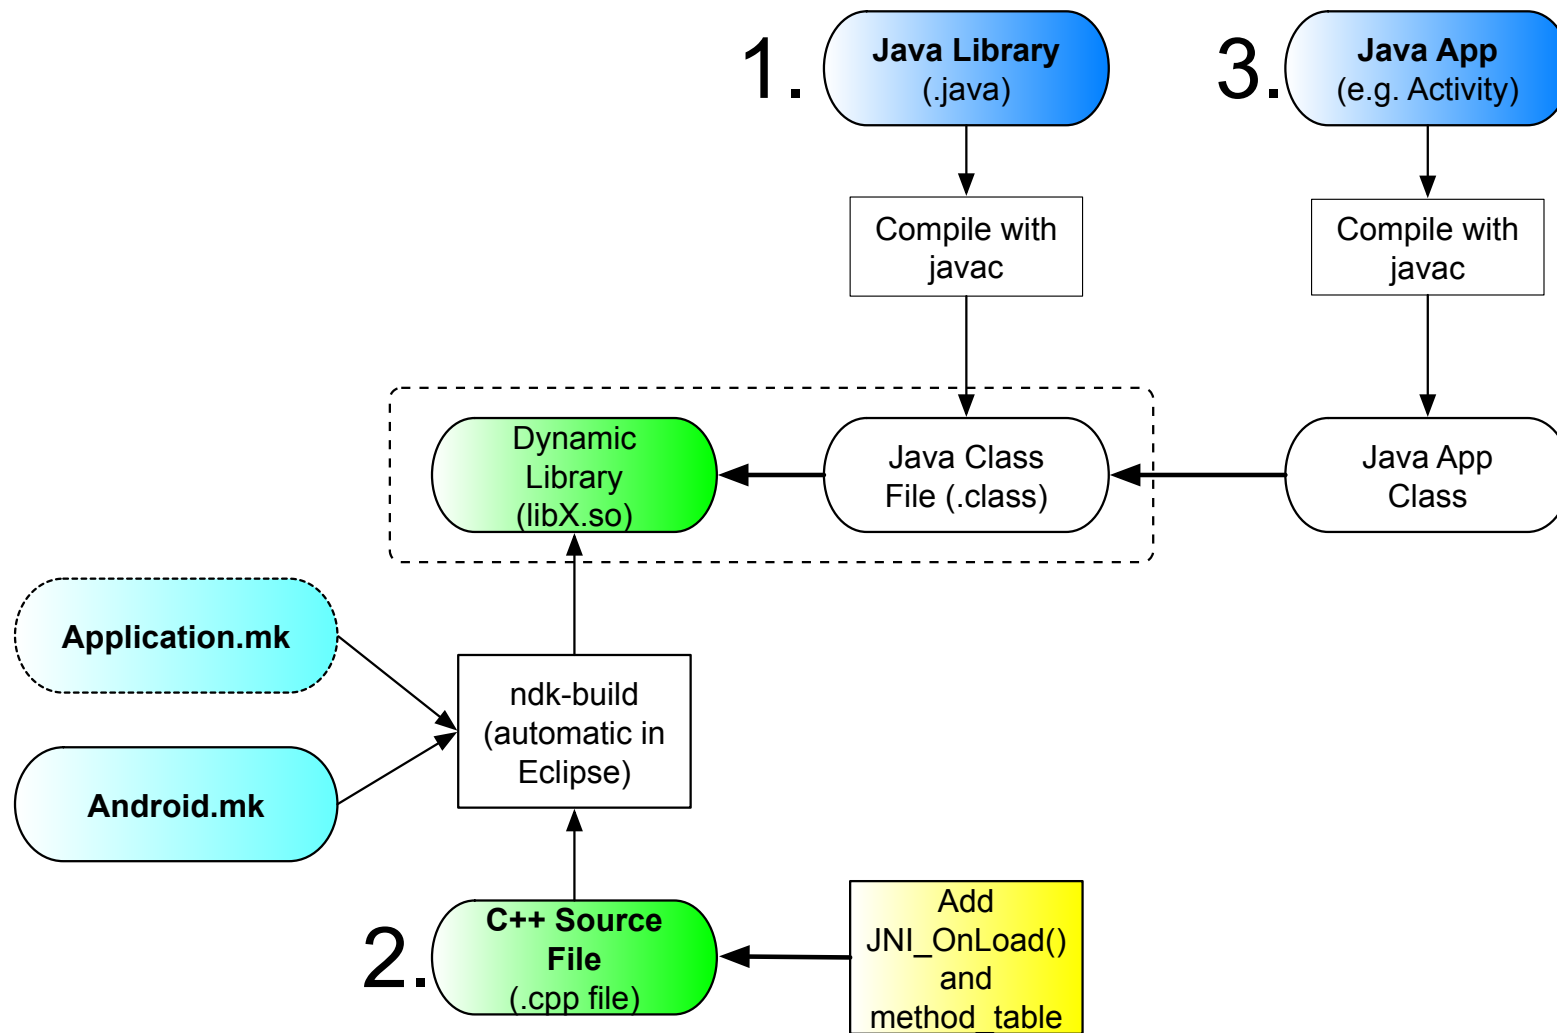 1.
Java Library
(.java)
3.
Java App
(e.g. Activity)
Compile with
javac
Compile with
javac
Dynamic
Library
(libX.so)
Java Class
File (.class)
Java App
Class
Application.mk
ndk-build
(automatic in
Eclipse)
Android.mk
2.
C++ Source
File
(.cpp file)
Add
JNI_OnLoad()
and
method_table